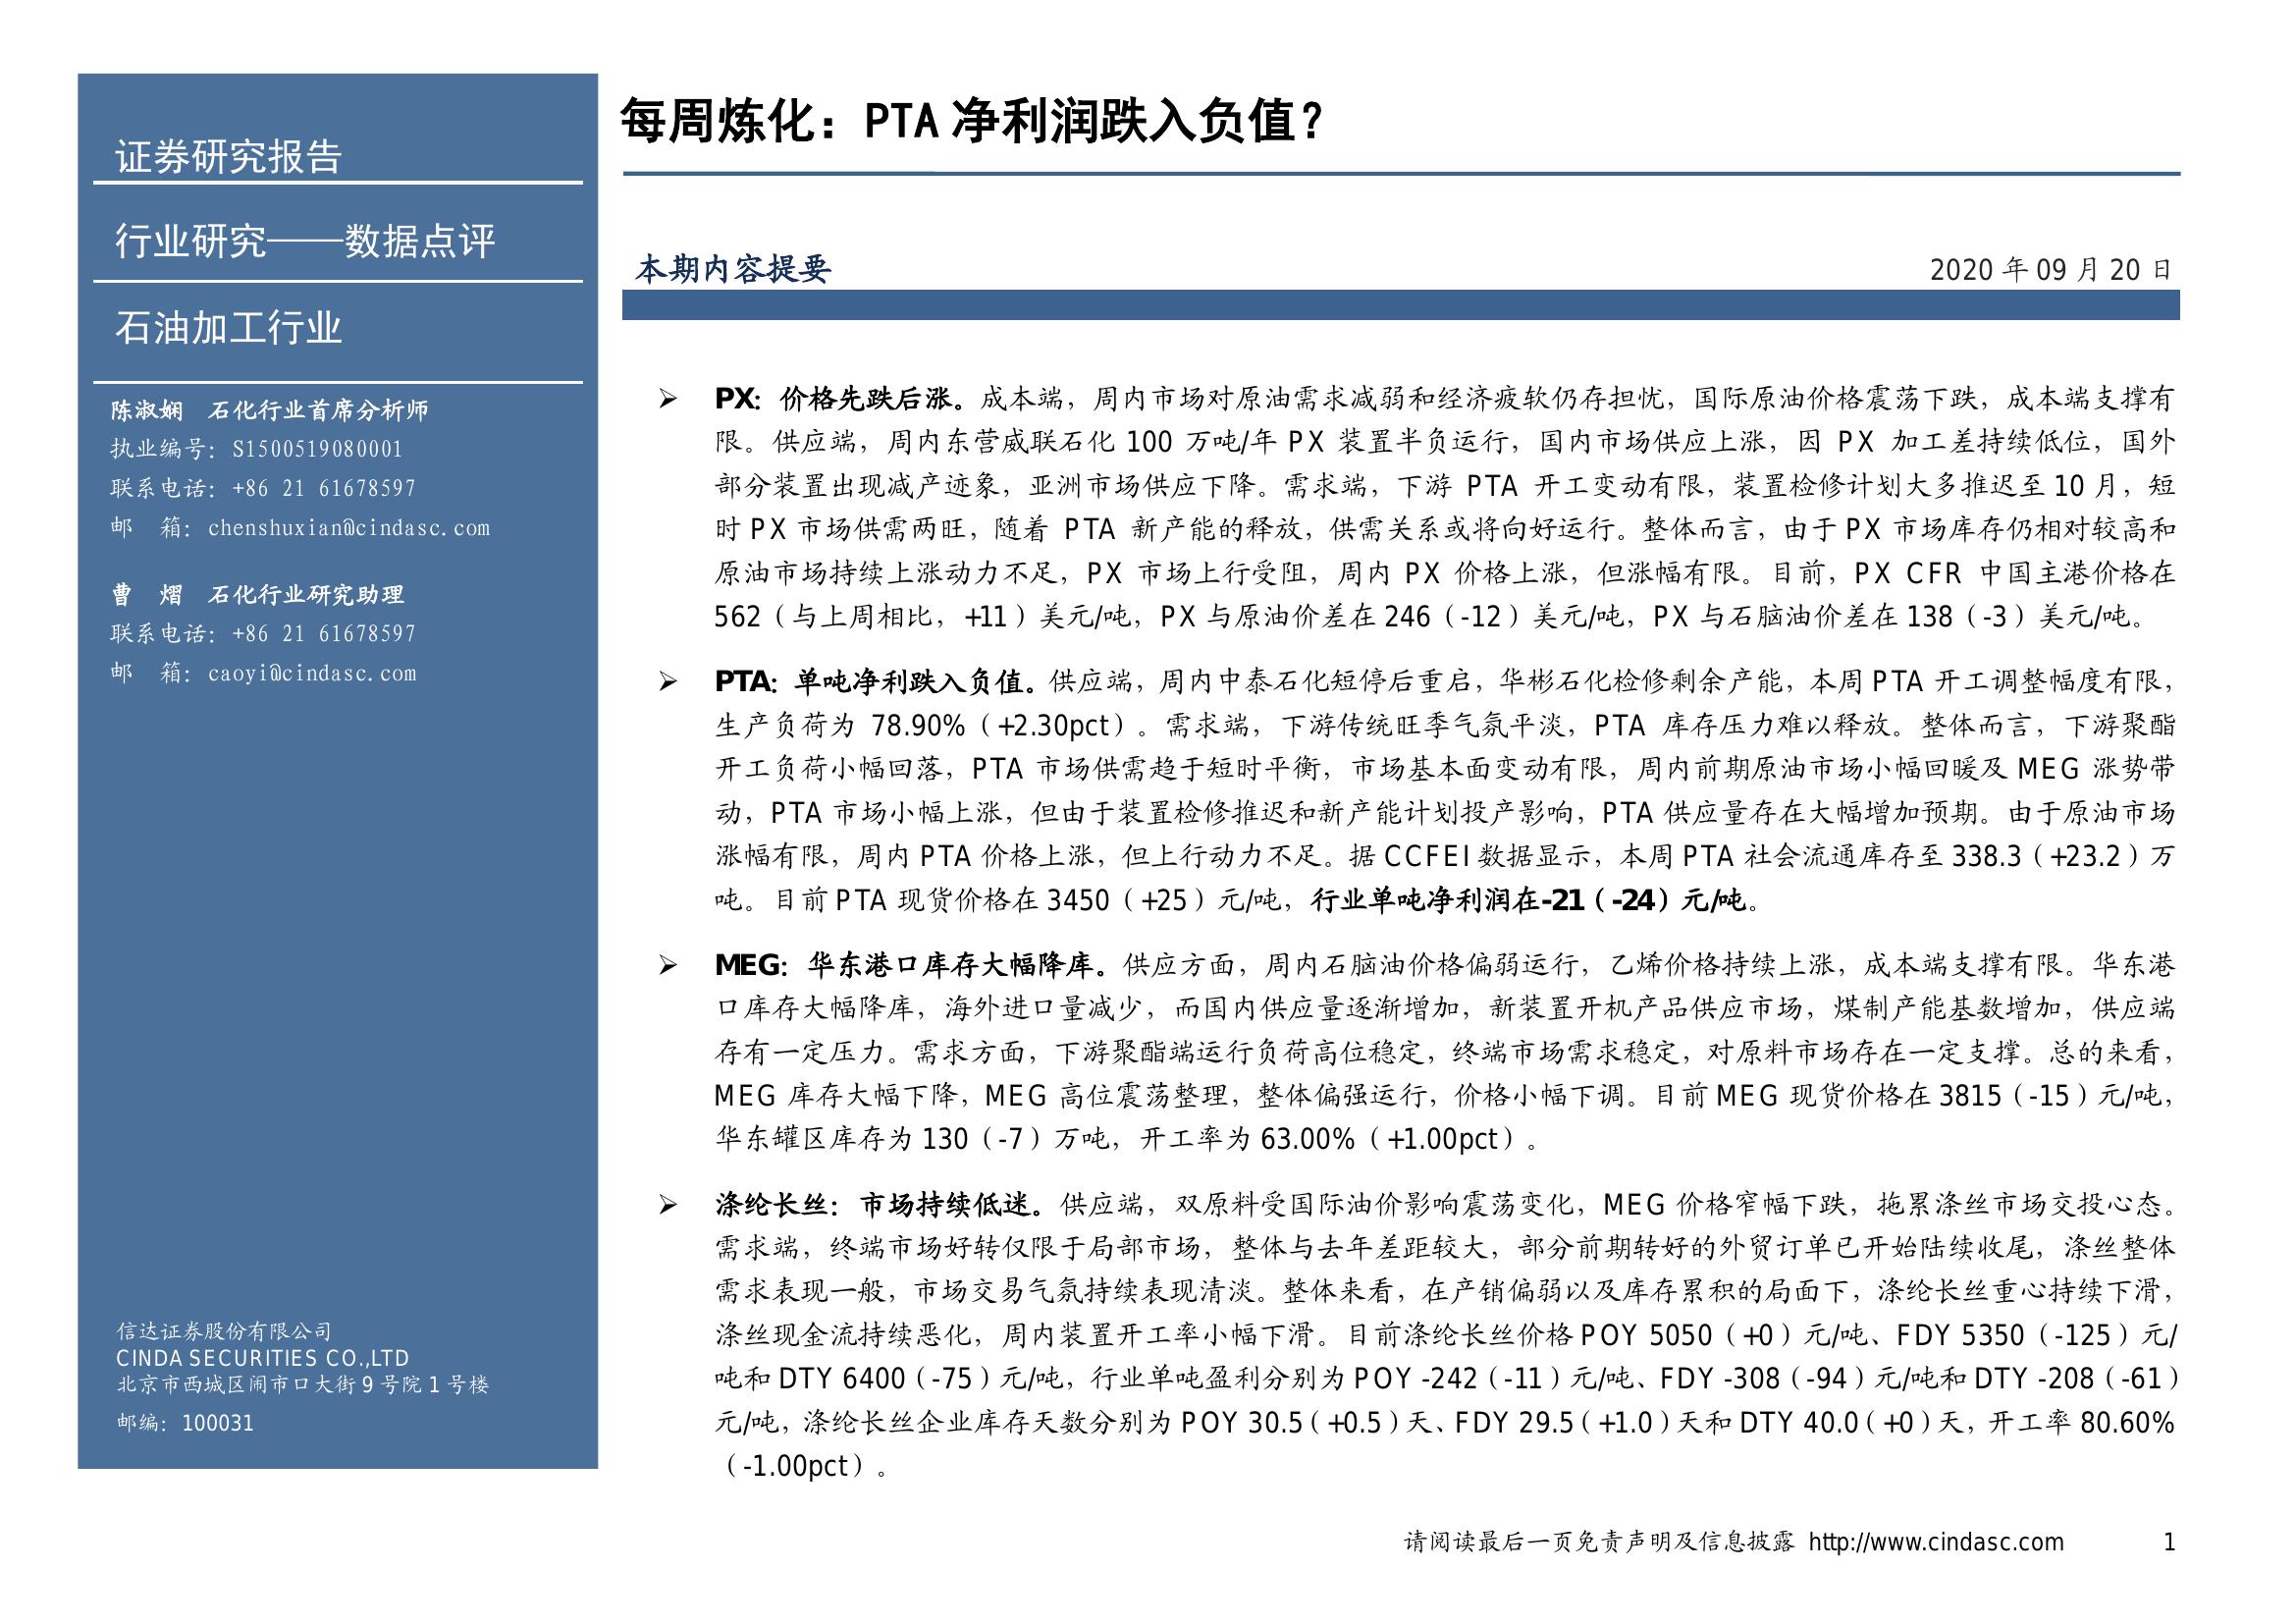 证券研究报告
行业研究——数据点评
石油加工行业
陈淑娴 石化行业首席分析师
执业编号：S1500519080001
联系电话：+86 21 61678597
邮 箱：chenshuxian@cindasc.com
曹 熠 石化行业研究助理
联系电话：+86 21 61678597
邮 箱：caoyi@cindasc.com
信达证券股份有限公司
CINDA SECURITIES CO.,LTD
北京市西城区闹市口大街9号院1号楼
邮编：100031
每周炼化：PTA 净利润跌入负值？
本期内容提要
2020 年 09 月 20 日
➢ PX：价格先跌后涨。成本端，周内市场对原油需求减弱和经济疲软仍存担忧，国际原油价格震荡下跌，成本端支撑有
限。供应端，周内东营威联石化 100 万吨/年 PX 装置半负运行，国内市场供应上涨，因 PX 加工差持续低位，国外
部分装置出现减产迹象，亚洲市场供应下降。需求端，下游 PTA 开工变动有限，装置检修计划大多推迟至 10 月，短
时 PX 市场供需两旺，随着 PTA 新产能的释放，供需关系或将向好运行。整体而言，由于 PX 市场库存仍相对较高和
原油市场持续上涨动力不足，PX 市场上行受阻，周内 PX 价格上涨，但涨幅有限。目前，PX CFR 中国主港价格在
562（与上周相比，+11）美元/吨，PX 与原油价差在 246（-12）美元/吨，PX 与石脑油价差在 138（-3）美元/吨。
➢ PTA：单吨净利跌入负值。供应端，周内中泰石化短停后重启，华彬石化检修剩余产能，本周 PTA 开工调整幅度有限，
生产负荷为 78.90%（+2.30pct）。需求端，下游传统旺季气氛平淡，PTA 库存压力难以释放。整体而言，下游聚酯
开工负荷小幅回落，PTA 市场供需趋于短时平衡，市场基本面变动有限，周内前期原油市场小幅回暖及 MEG 涨势带
动，PTA 市场小幅上涨，但由于装置检修推迟和新产能计划投产影响，PTA 供应量存在大幅增加预期。由于原油市场
涨幅有限，周内 PTA 价格上涨，但上行动力不足。据 CCFEI 数据显示，本周 PTA 社会流通库存至 338.3（+23.2）万
吨。目前 PTA 现货价格在 3450（+25）元/吨，行业单吨净利润在-21（-24）元/吨。
➢ MEG：华东港口库存大幅降库。供应方面，周内石脑油价格偏弱运行，乙烯价格持续上涨，成本端支撑有限。华东港
口库存大幅降库，海外进口量减少，而国内供应量逐渐增加，新装置开机产品供应市场，煤制产能基数增加，供应端
存有一定压力。需求方面，下游聚酯端运行负荷高位稳定，终端市场需求稳定，对原料市场存在一定支撑。总的来看，
MEG 库存大幅下降，MEG 高位震荡整理，整体偏强运行，价格小幅下调。目前 MEG 现货价格在 3815（-15）元/吨，
华东罐区库存为 130（-7）万吨，开工率为 63.00%（+1.00pct）。
➢ 涤纶长丝：市场持续低迷。供应端，双原料受国际油价影响震荡变化，MEG 价格窄幅下跌，拖累涤丝市场交投心态。
需求端，终端市场好转仅限于局部市场，整体与去年差距较大，部分前期转好的外贸订单已开始陆续收尾，涤丝整体
需求表现一般，市场交易气氛持续表现清淡。整体来看，在产销偏弱以及库存累积的局面下，涤纶长丝重心持续下滑，
涤丝现金流持续恶化，周内装置开工率小幅下滑。目前涤纶长丝价格 POY 5050（+0）元/吨、FDY 5350（-125）元/
吨和 DTY 6400（-75）元/吨，行业单吨盈利分别为 POY -242（-11）元/吨、FDY -308（-94）元/吨和 DTY -208（-61）
元/吨，涤纶长丝企业库存天数分别为 POY 30.5（+0.5）天、FDY 29.5（+1.0）天和 DTY 40.0（+0）天，开工率 80.60%
（-1.00pct）。
请阅读最后一页免责声明及信息披露 http://www.cindasc.com 1